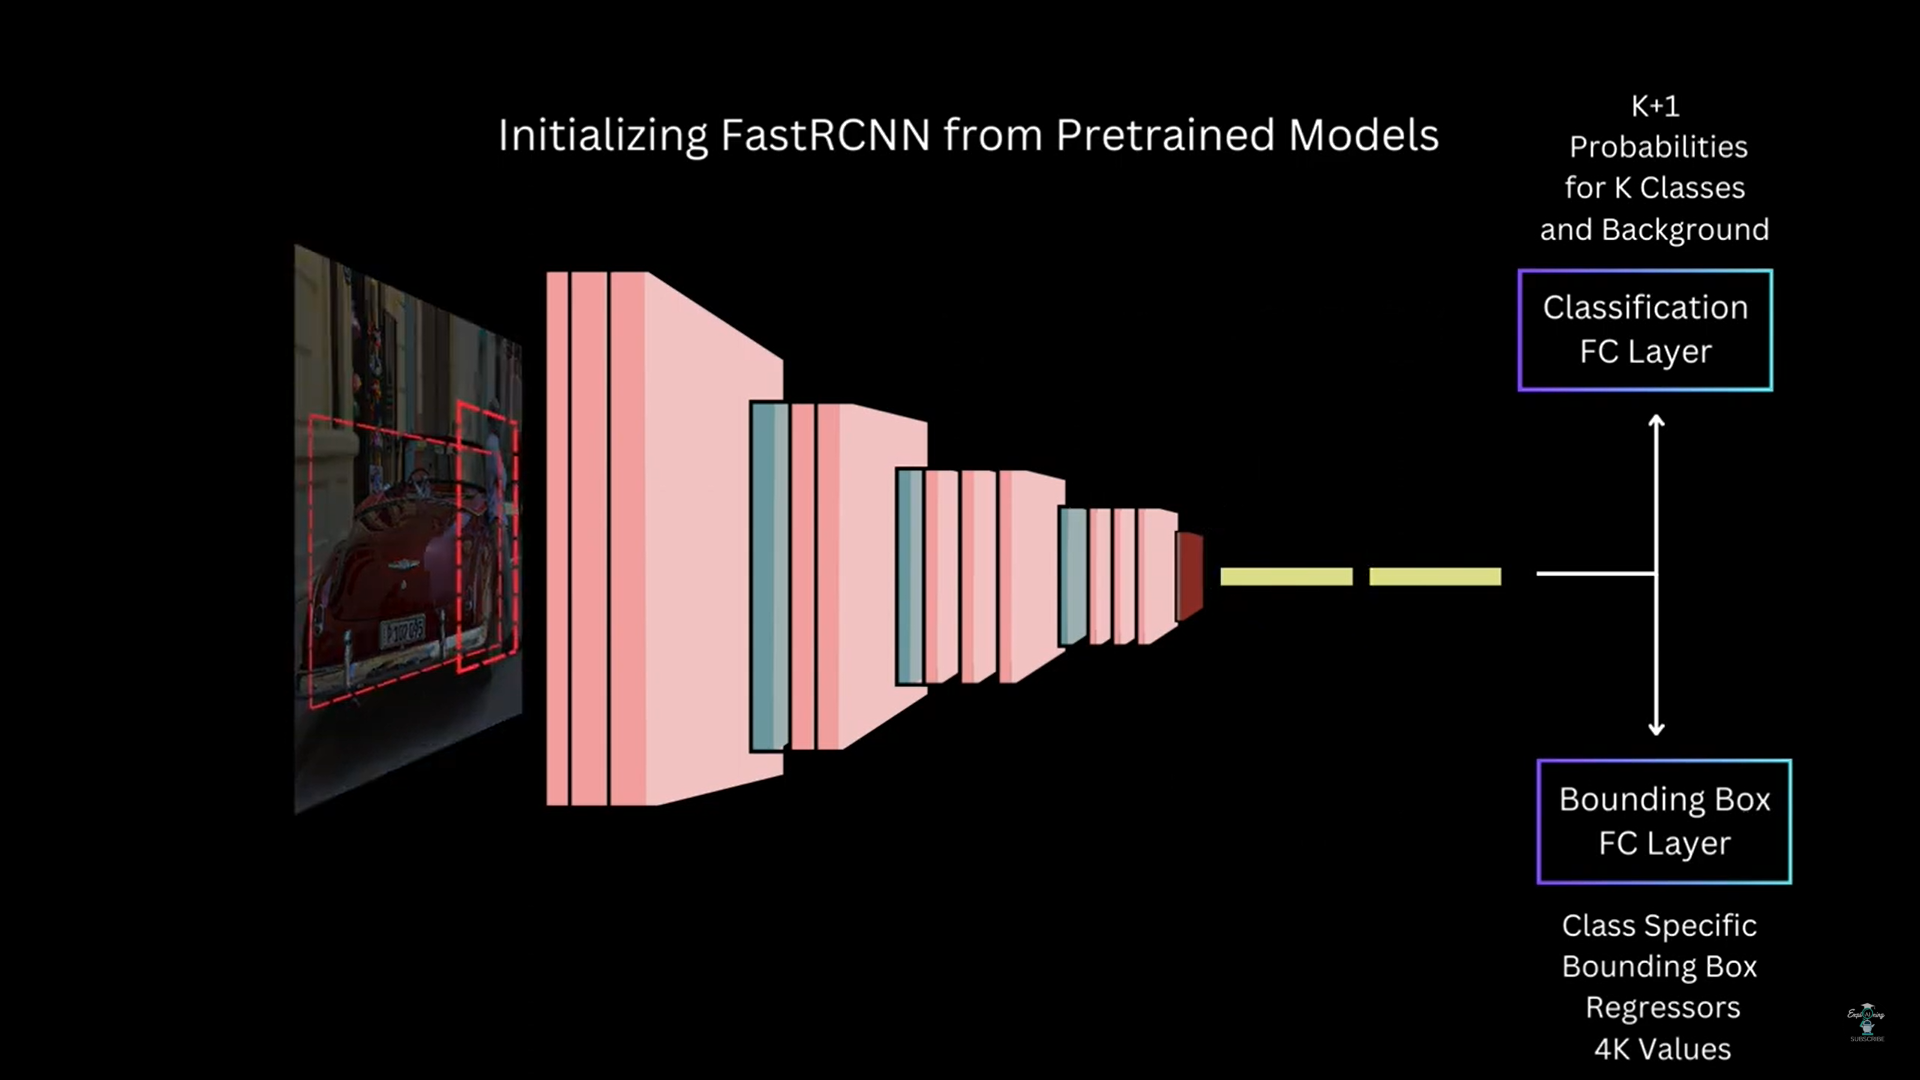 Initializing FastRCNN from Pretrained Models
K+1
Probabilities
for K Classes
and Background
Classification
FC Layer
Bounding Box
FC Layer
Class Specific
Bounding Box
Regressors
4K Values
SUBSCRIBE